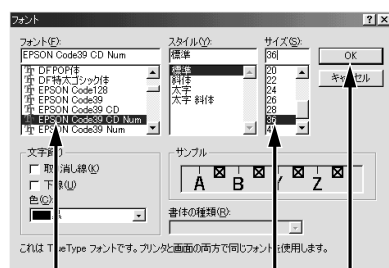 フォント
フォント(F):
EPSON Code39 CD Num
DFPOP体
DF特太ゴシック体
EPSON Code128
EPSON Code39
EPSON Code39 CD
EPSON Code39 CD Num
EPSON Code39 Num
スタイル(Y):
標準
標準
斜体
太字
太字 斜体
サイズ(S):
36
20
22
24
26
28
36
OK
キャンセル
文字飾り
取り消し線(K)
下線(U)
色(C):
黒
サンプル
A B Y Z
書体の種類(R):
これは TrueType フォントです。プリンタと画面の両方で同じフォントを使用します。